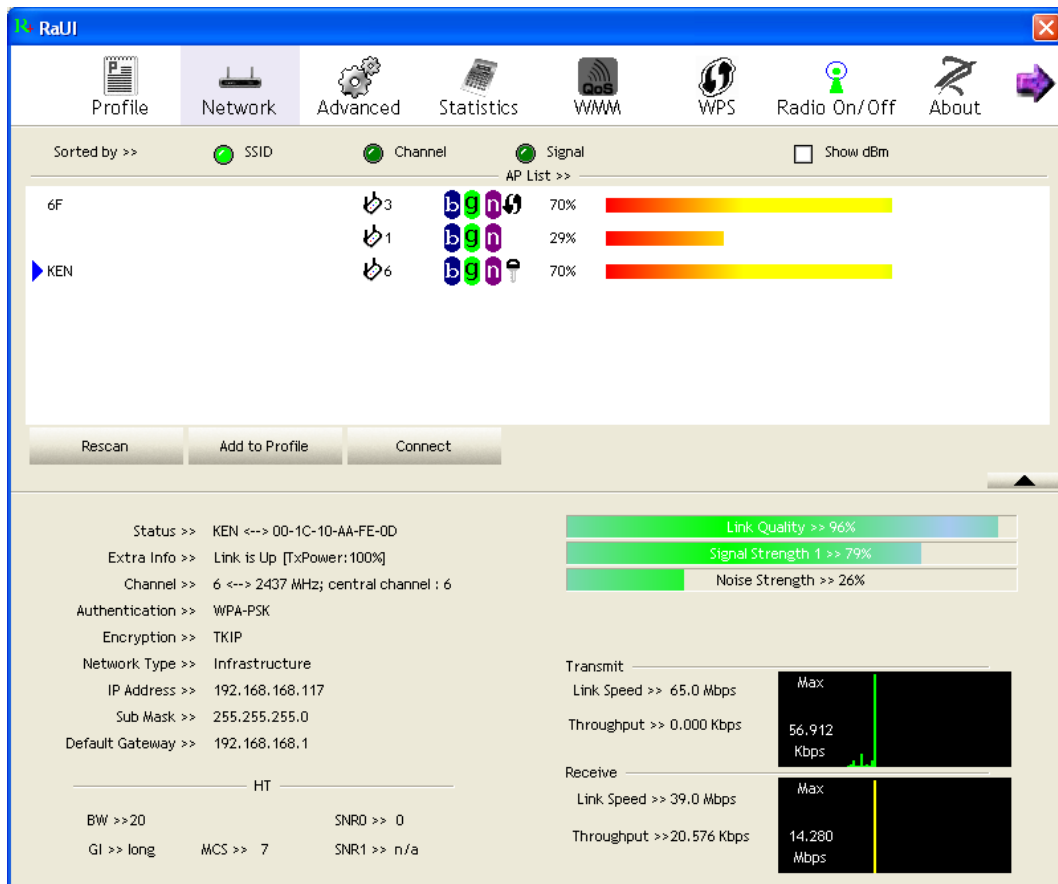 RaUI
Profile Network Advanced Statistics QoS WMM WPS Radio On/Off About
Sorted by >> SSID Channel Signal Show dBm
AP List >>
6F 3 b g n 70%
1 b g n 29%
KEN 6 b g n 70%
Rescan Add to Profile Connect
Status >> KEN <--> 00-1C-10-AA-FE-0D
Extra Info >> Link is Up [TxPower:100%]
Channel >> 6 <--> 2437 MHz; central channel : 6
Authentication >> WPA-PSK
Encryption >> TKIP
Network Type >> Infrastructure
IP Address >> 192.168.168.117
Sub Mask >> 255.255.255.0
Default Gateway >> 192.168.168.1
HT
BW >>20 SNR0 >> 0
GI >> long MCS >> 7 SNR1 >> n/a
Link Quality >> 96%
Signal Strength 1 >> 79%
Noise Strength >> 26%
Transmit
Link Speed >> 65.0 Mbps
Throughput >> 0.000 Kbps
Max
56.912
Kbps
Receive
Link Speed >> 39.0 Mbps
Throughput >>20.576 Kbps
Max
14.280
Mbps